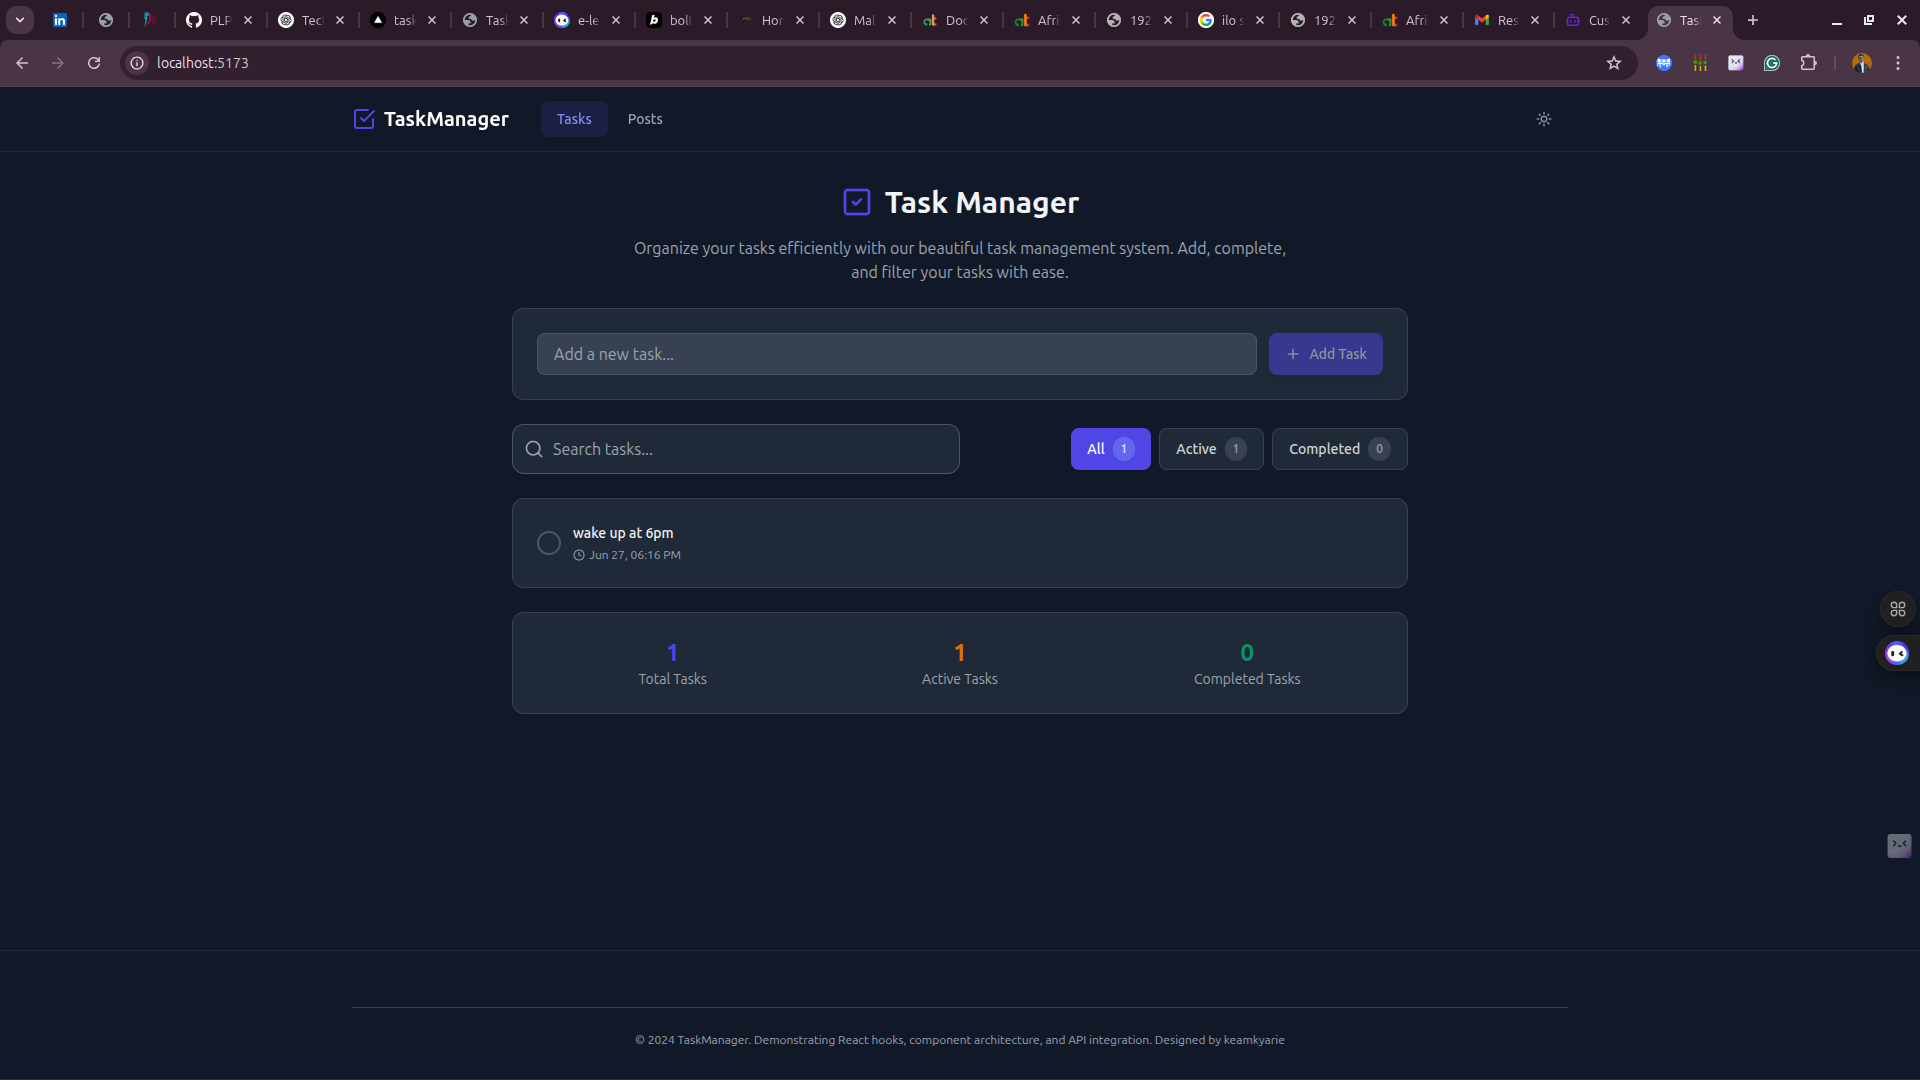 PLP
Tec
task
Tas
e-le
bolt
Hor
Mal
Doc
Afri
192
ilo s
192
Afri
Res
Cus
Tas
localhost:5173
TaskManager
Tasks
Posts
Task Manager
Organize your tasks efficiently with our beautiful task management system. Add, complete,
and filter your tasks with ease.
Add a new task...
+ Add Task
Search tasks...
All 1
Active 1
Completed 0
wake up at 6pm
Jun 27, 06:16 PM
1
Total Tasks
1
Active Tasks
0
Completed Tasks
© 2024 TaskManager. Demonstrating React hooks, component architecture, and API integration. Designed by keamkyarie